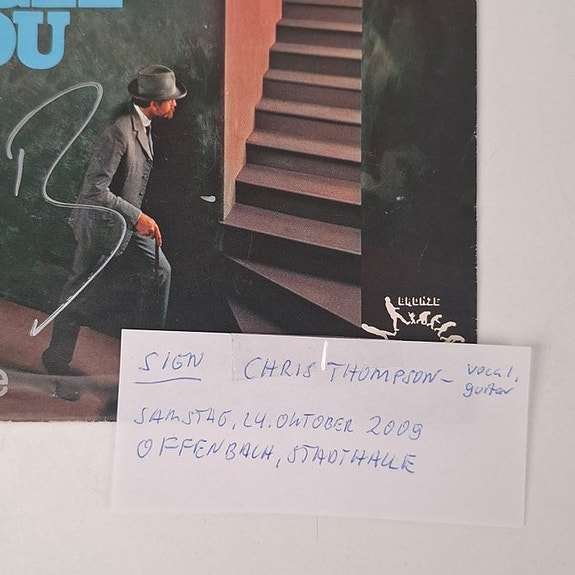 OU
BRONZE
e
SIGN CHRIS THOMPSON - vocal,
guitar
SAMSTAG, 24. OKTOBER 2009
OFFENBACH, STADTHALLE